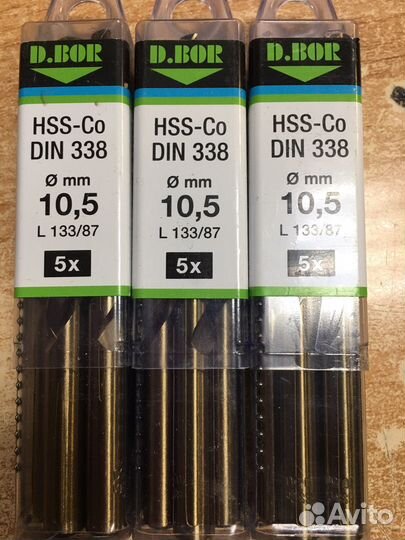 D.BOR
HSS-Co
DIN 338
Ø mm
10,5
L 133/87
5x
D.BOR
HSS-Co
DIN 338
Ø mm
10,5
L 133/87
5x
D.BOR
HSS-Co
DIN 338
Ø mm
10,5
L 133/87
5x
Avito